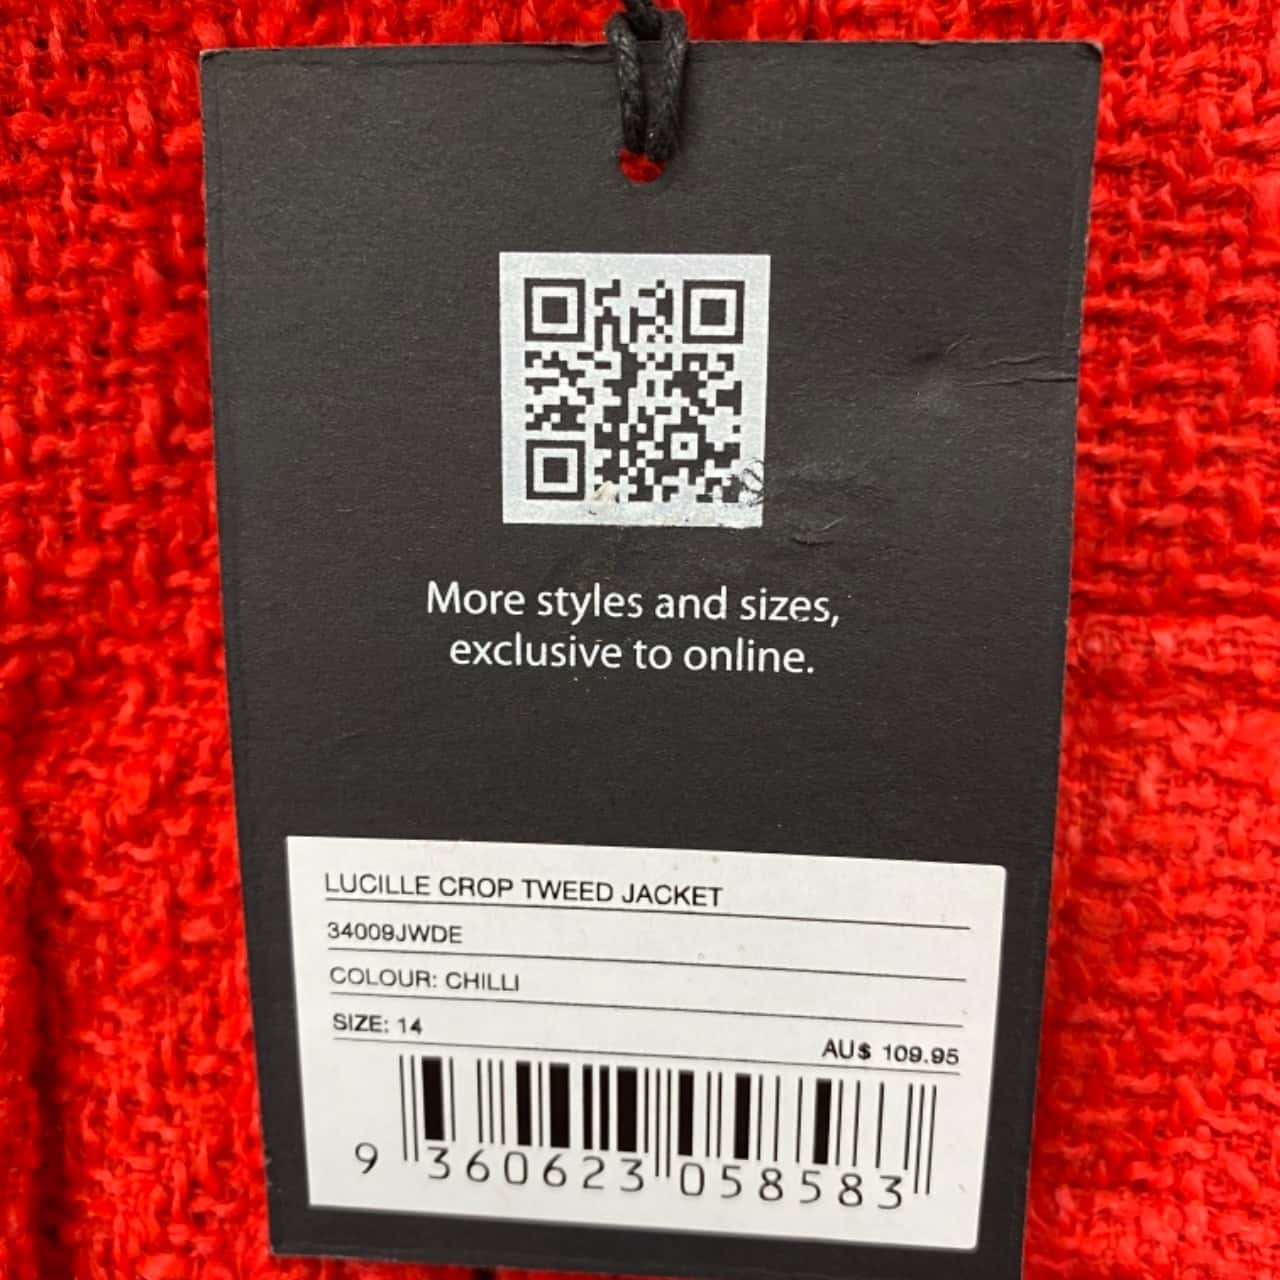 More styles and sizes,
exclusive to online.
LUCILLE CROP TWEED JACKET
34009JWDE
COLOUR: CHILLI
SIZE: 14
AU$ 109.95
9 360623 058583